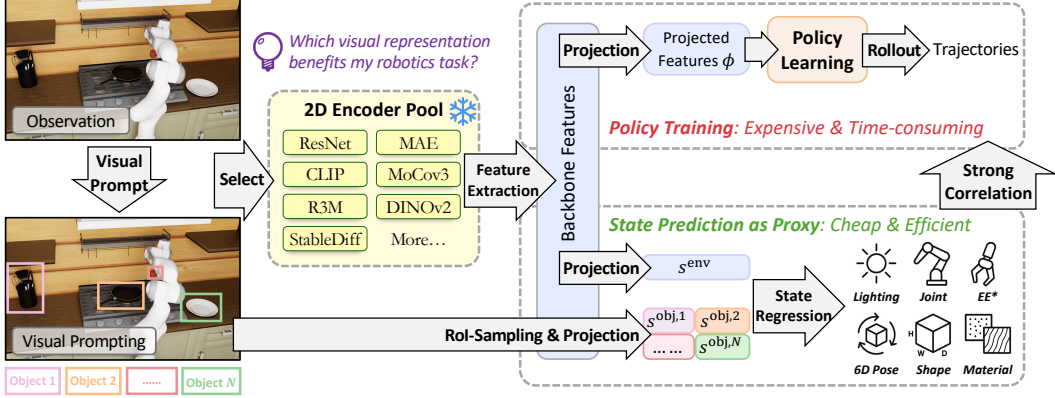 Observation
Visual
Prompt
Visual Prompting
Object 1
Object 2
……
Object N
Which visual representation
benefits my robotics task?
Select
2D Encoder Pool
ResNet
MAE
CLIP
MoCov3
R3M
DINOv2
StableDiff
More…
Feature
Extraction
Backbone Features
Projection
Projected
Features ϕ
Policy
Learning
Rollout
Trajectories
Policy Training: Expensive & Time-consuming
Strong
Correlation
State Prediction as Proxy: Cheap & Efficient
Projection
s^env
RoI-Sampling & Projection
s^obj,1
s^obj,2
… …
s^obj,N
State
Regression
Lighting
Joint
EE*
H
W
D
6D Pose
Shape
Material